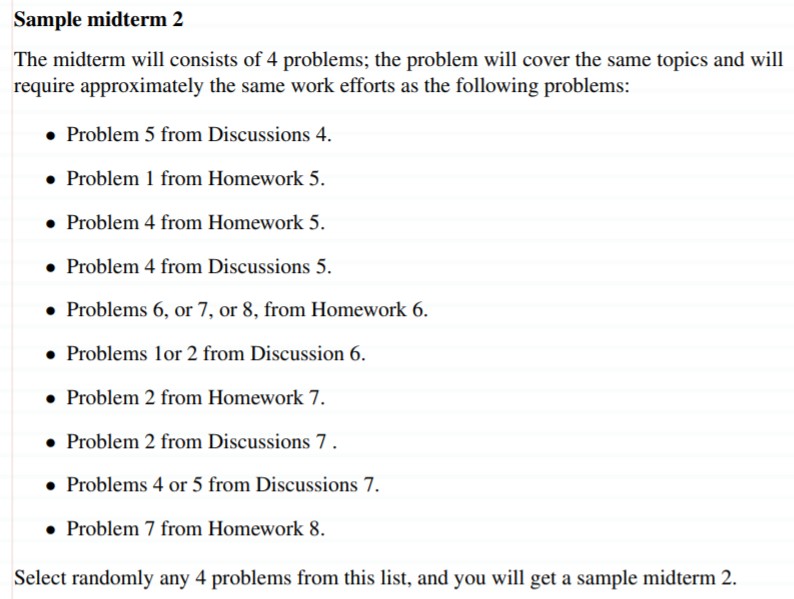 Sample midterm 2
The midterm will consists of 4 problems; the problem will cover the same topics and will
require approximately the same work efforts as the following problems:
• Problem 5 from Discussions 4.
• Problem 1 from Homework 5.
• Problem 4 from Homework 5.
• Problem 4 from Discussions 5.
• Problems 6, or 7, or 8, from Homework 6.
• Problems 1or 2 from Discussion 6.
• Problem 2 from Homework 7.
• Problem 2 from Discussions 7 .
• Problems 4 or 5 from Discussions 7.
• Problem 7 from Homework 8.
Select randomly any 4 problems from this list, and you will get a sample midterm 2.